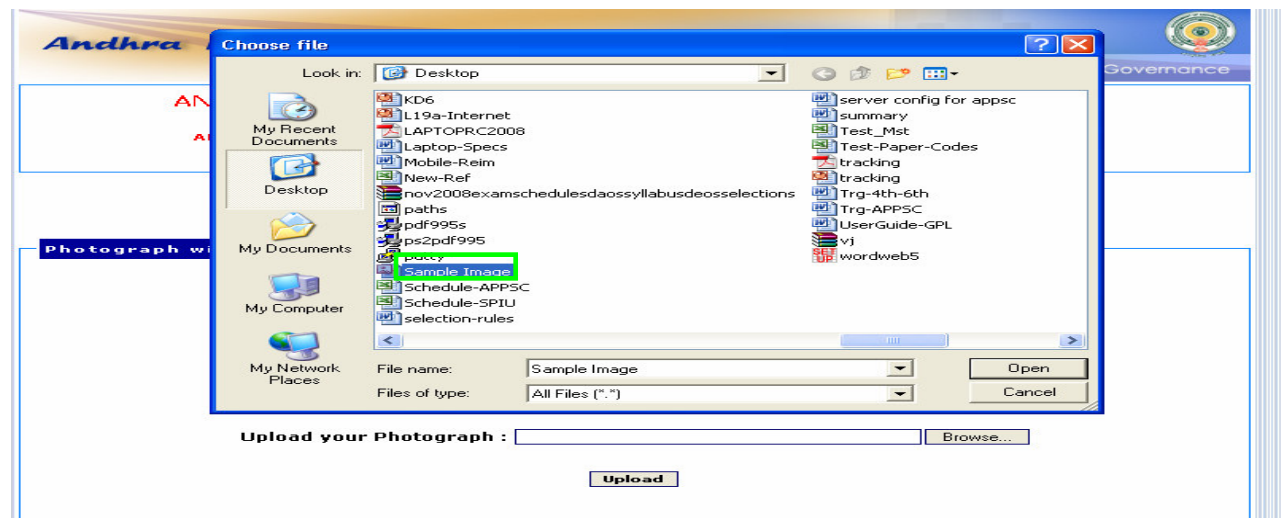 Andhra
Choose file
Governance
Look in: Desktop
AN
My Recent
Documents
Desktop
My Documents
My Computer
My Network
Places
KD6
L19a-Internet
LAPTOPRC2008
Laptop-Specs
Mobile-Reim
New-Ref
nov2008examschedulesdaossyllabusdeosselections
paths
pdf995s
ps2pdf995
putty
Sample Image
Schedule-APPSC
Schedule-SPIU
selection-rules
server config for appsc
summary
Test_Mst
Test-Paper-Codes
tracking
tracking
Trg-4th-6th
Trg-APPSC
UserGuide-GPL
vj
wordweb5
Photograph wi
File name: Sample Image Open
Files of type: All Files (*.*) Cancel
Upload your Photograph : Browse...
Upload